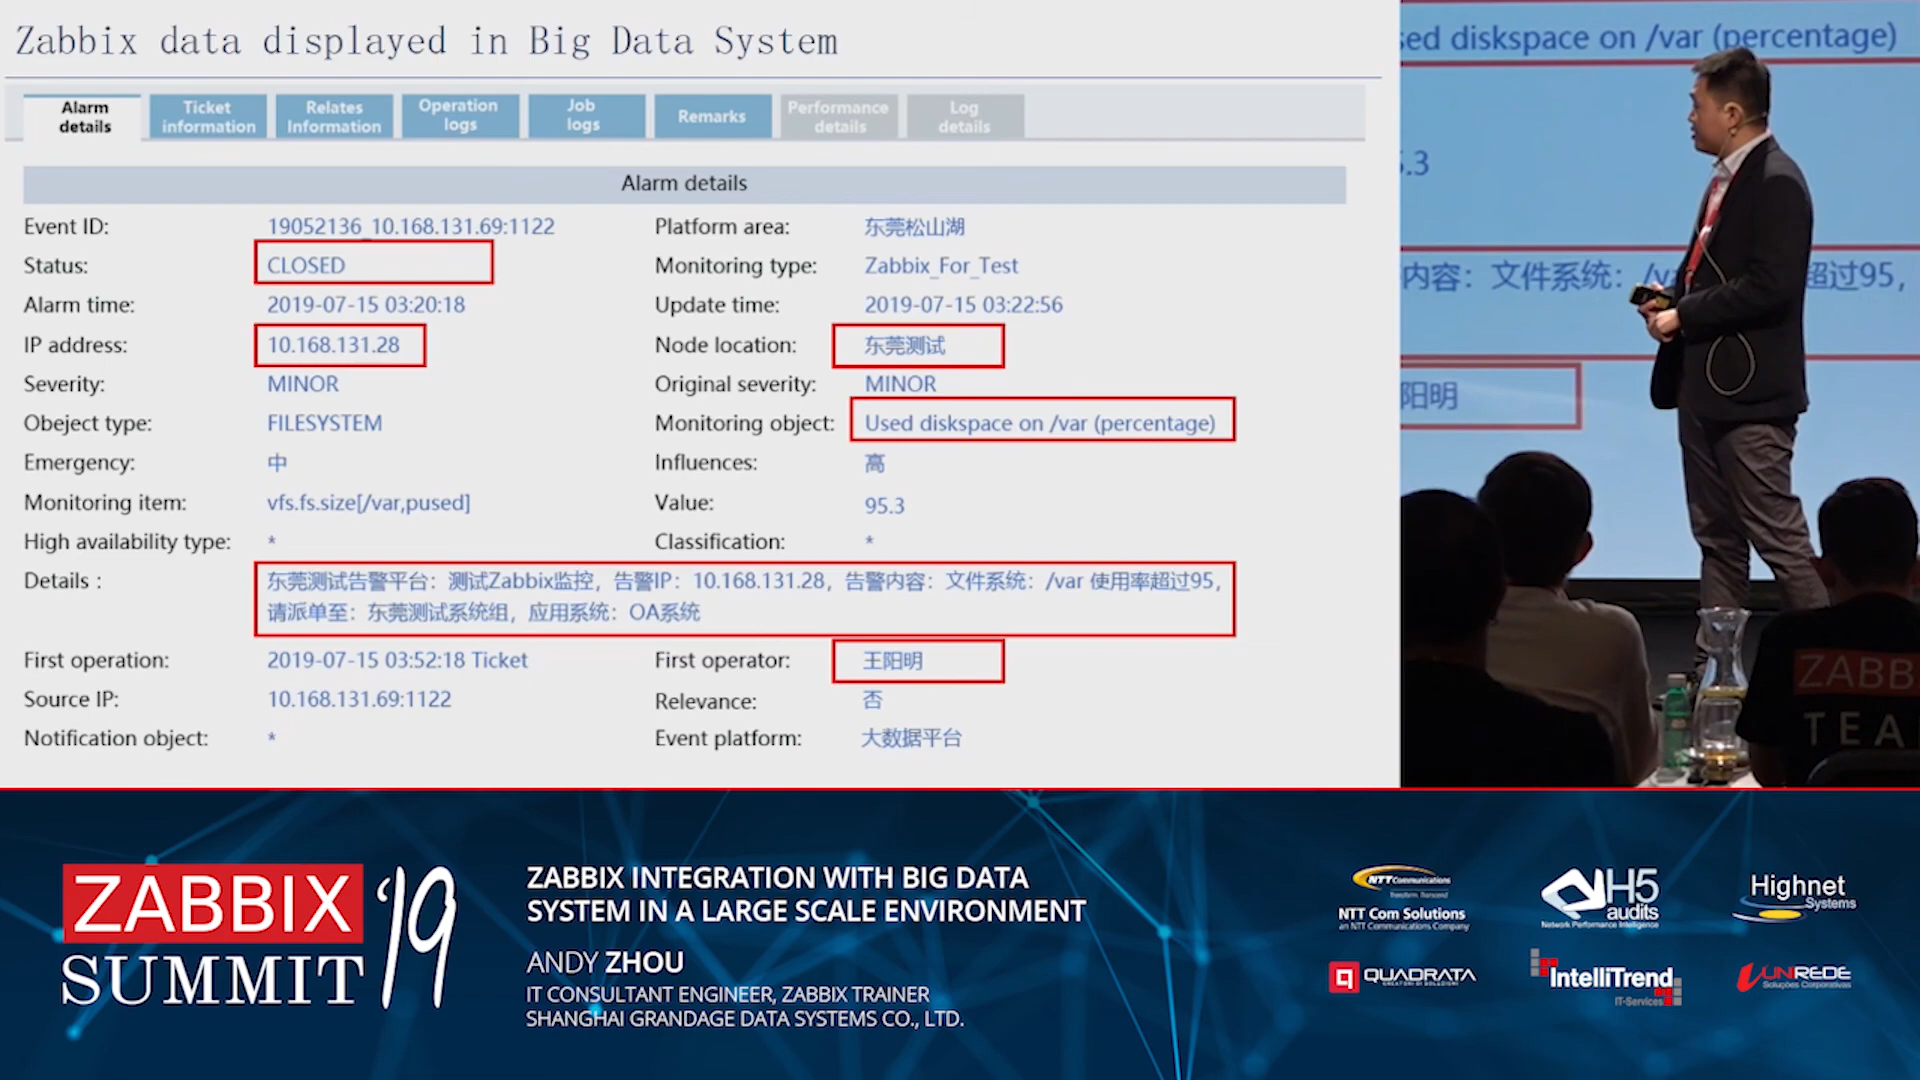 Zabbix data displayed in Big Data System
Alarm details
Ticket information
Relates Information
Operation logs
Job logs
Remarks
Performance details
Log details
Alarm details
Event ID: 19052136_10.168.131.69:1122 Platform area: 东莞松山湖
Status: CLOSED Monitoring type: Zabbix_For_Test
Alarm time: 2019-07-15 03:20:18 Update time: 2019-07-15 03:22:56
IP address: 10.168.131.28 Node location: 东莞测试
Severity: MINOR Original severity: MINOR
Obeject type: FILESYSTEM Monitoring object: Used diskspace on /var (percentage)
Emergency: 中 Influences: 高
Monitoring item: vfs.fs.size[/var,pused] Value: 95.3
High availability type: * Classification: *
Details : 东莞测试告警平台：测试Zabbix监控，告警IP：10.168.131.28，告警内容：文件系统：/var 使用率超过95，
请派单至：东莞测试系统组，应用系统：OA系统
First operation: 2019-07-15 03:52:18 Ticket First operator: 王阳明
Source IP: 10.168.131.69:1122 Relevance: 否
Notification object: * Event platform: 大数据平台
sed diskspace on /var (percentage)
5.3
内容：文件系统：/va 超过95，
阳明
ZABB
TEA
ZABBIX
SUMMIT
'19
ZABBIX INTEGRATION WITH BIG DATA
SYSTEM IN A LARGE SCALE ENVIRONMENT
ANDY ZHOU
IT CONSULTANT ENGINEER, ZABBIX TRAINER
SHANGHAI GRANDAGE DATA SYSTEMS CO., LTD.
NTT Communications
Transform. Transcend.
NTT Com Solutions
an NTT Communications Company
H5
audits
Network Performance Intelligence
Highnet
Systems
QUADRATA
CREATORI DI SOLUZIONI
IntelliTrend
IT-Services
UNIREDE
Soluções Corporativas